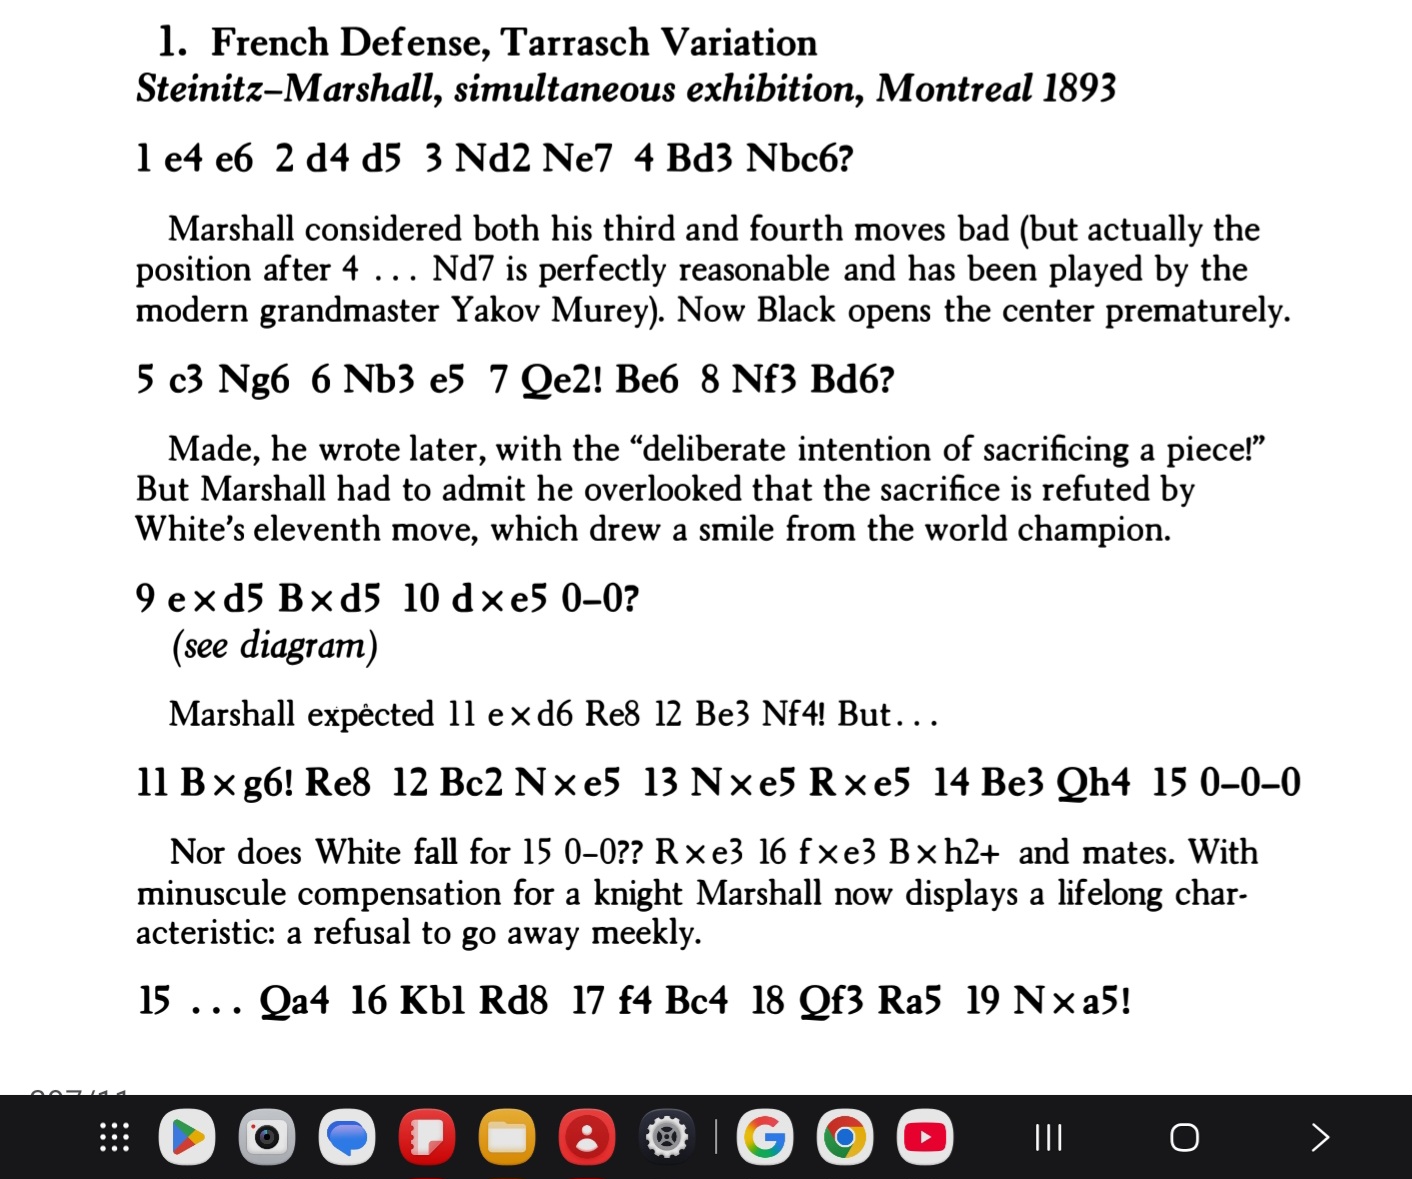 1. French Defense, Tarrasch Variation
Steinitz–Marshall, simultaneous exhibition, Montreal 1893
1 e4 e6 2 d4 d5 3 Nd2 Ne7 4 Bd3 Nbc6?
Marshall considered both his third and fourth moves bad (but actually the
position after 4 ... Nd7 is perfectly reasonable and has been played by the
modern grandmaster Yakov Murey). Now Black opens the center prematurely.
5 c3 Ng6 6 Nb3 e5 7 Qe2! Be6 8 Nf3 Bd6?
Made, he wrote later, with the “deliberate intention of sacrificing a piece!”
But Marshall had to admit he overlooked that the sacrifice is refuted by
White’s eleventh move, which drew a smile from the world champion.
9 e×d5 B×d5 10 d×e5 0–0?
(see diagram)
Marshall expected 11 e×d6 Re8 12 Be3 Nf4! But...
11 B×g6! Re8 12 Bc2 N×e5 13 N×e5 R×e5 14 Be3 Qh4 15 0–0–0
Nor does White fall for 15 0–0?? R×e3 16 f×e3 B×h2+ and mates. With
minuscule compensation for a knight Marshall now displays a lifelong char-
acteristic: a refusal to go away meekly.
15 ... Qa4 16 Kb1 Rd8 17 f4 Bc4 18 Qf3 Ra5 19 N×a5!